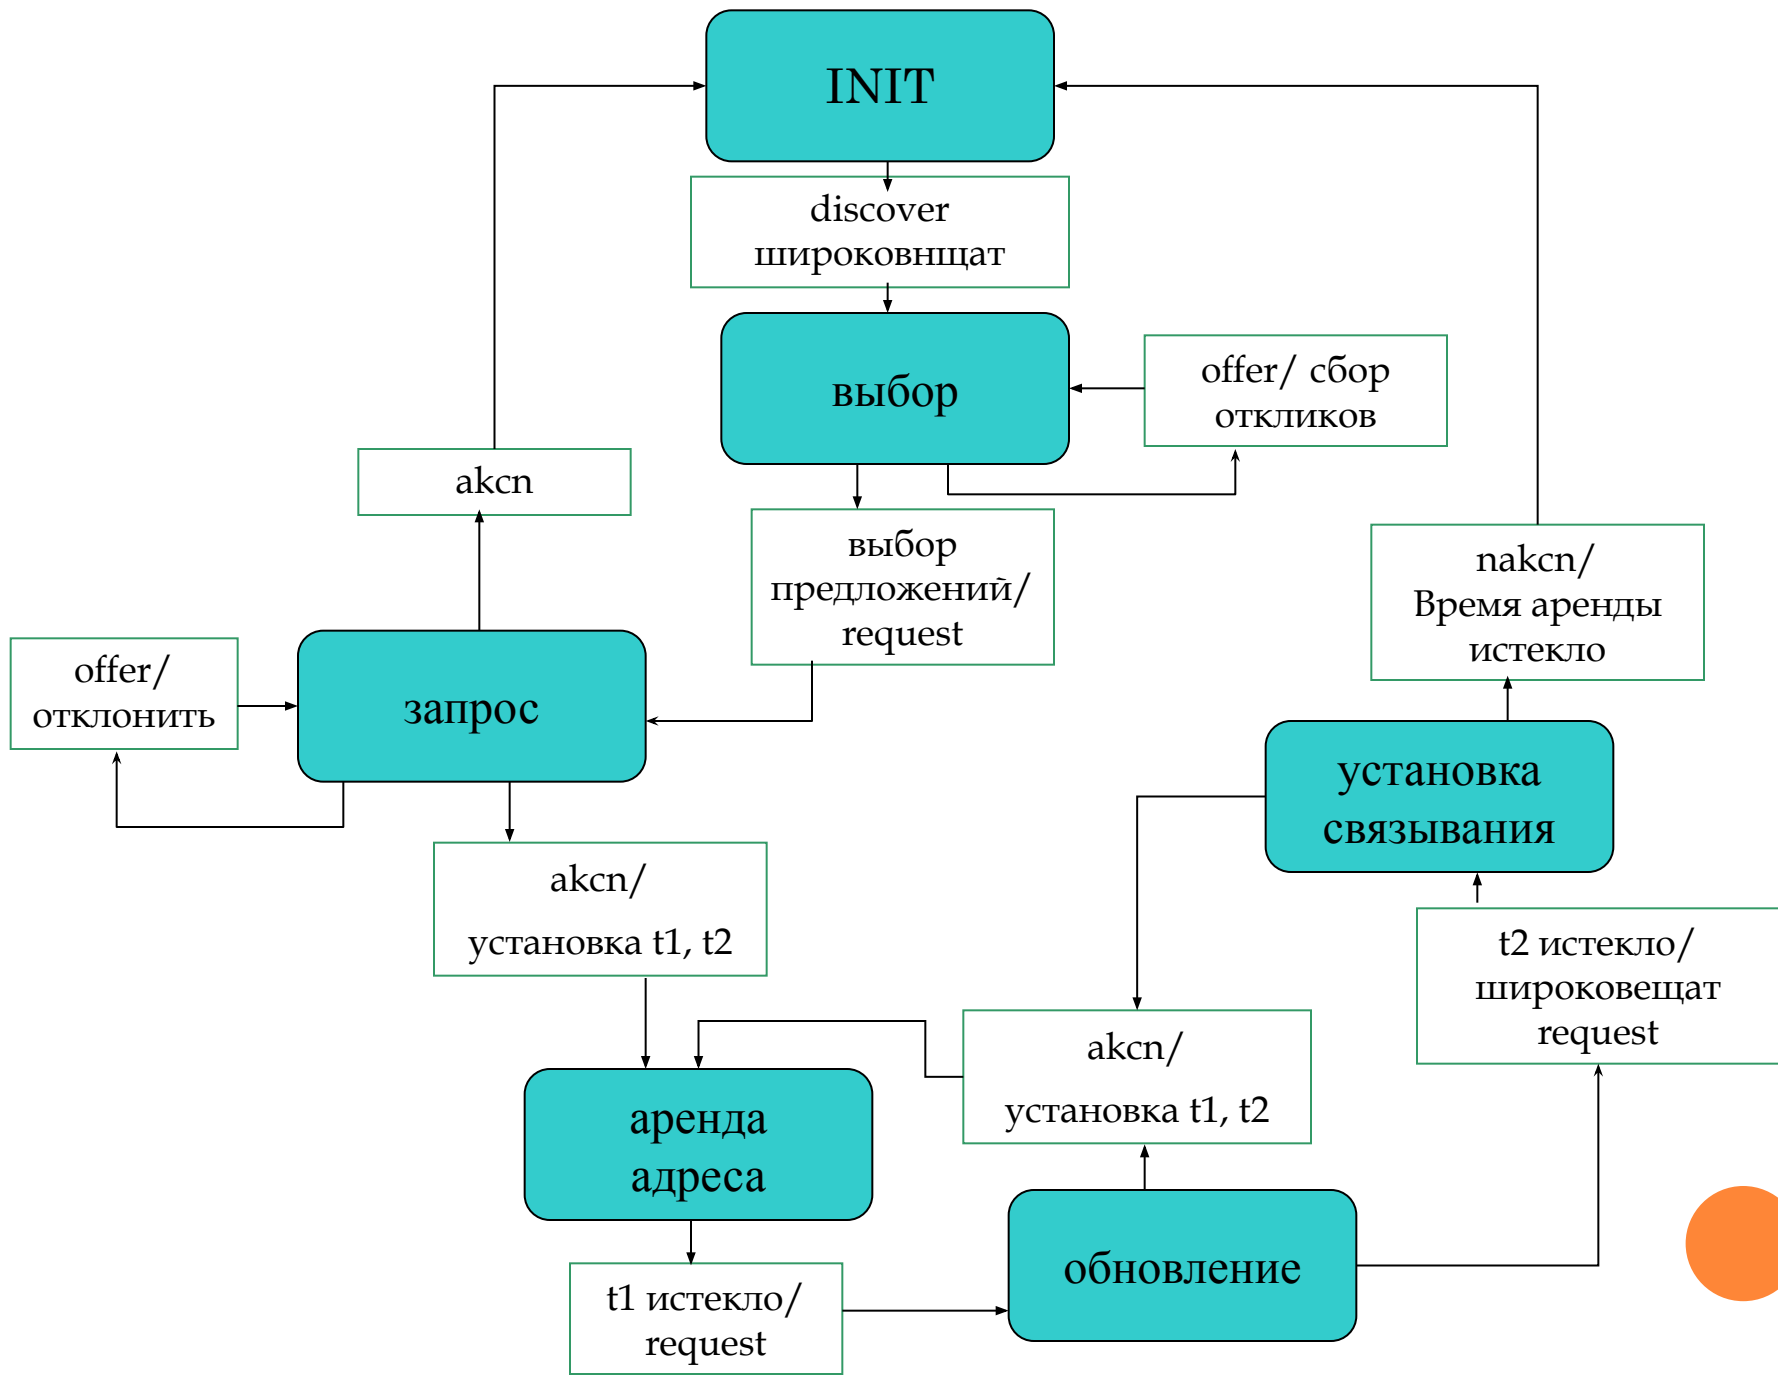 INIT
discover
широковнщат
выбор
offer/ сбор
откликов
akcn
выбор
предложений/
request
nakcn/
Время аренды
истекло
offer/
отклонить
запрос
установка
связывания
akcn/
установка t1, t2
t2 истекло/
широковещат
request
akcn/
установка t1, t2
аренда
адреса
обновление
t1 истекло/
request